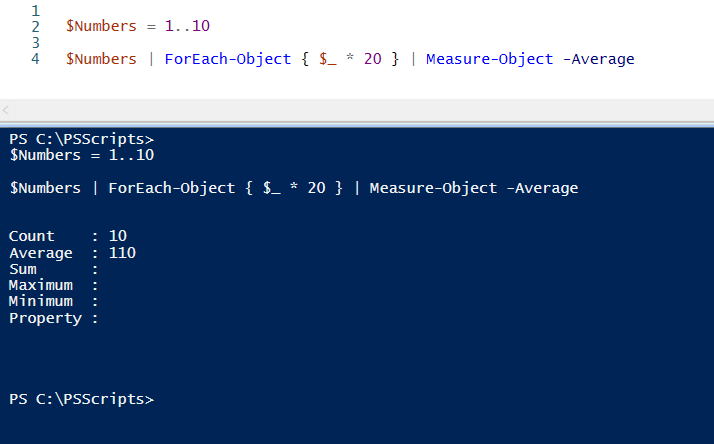 1
2 $Numbers = 1..10
3
4 $Numbers | ForEach-Object { $_ * 20 } | Measure-Object -Average
PS C:\PSScripts>
$Numbers = 1..10
$Numbers | ForEach-Object { $_ * 20 } | Measure-Object -Average
Count    : 10
Average  : 110
Sum      :
Maximum  :
Minimum  :
Property :
PS C:\PSScripts>